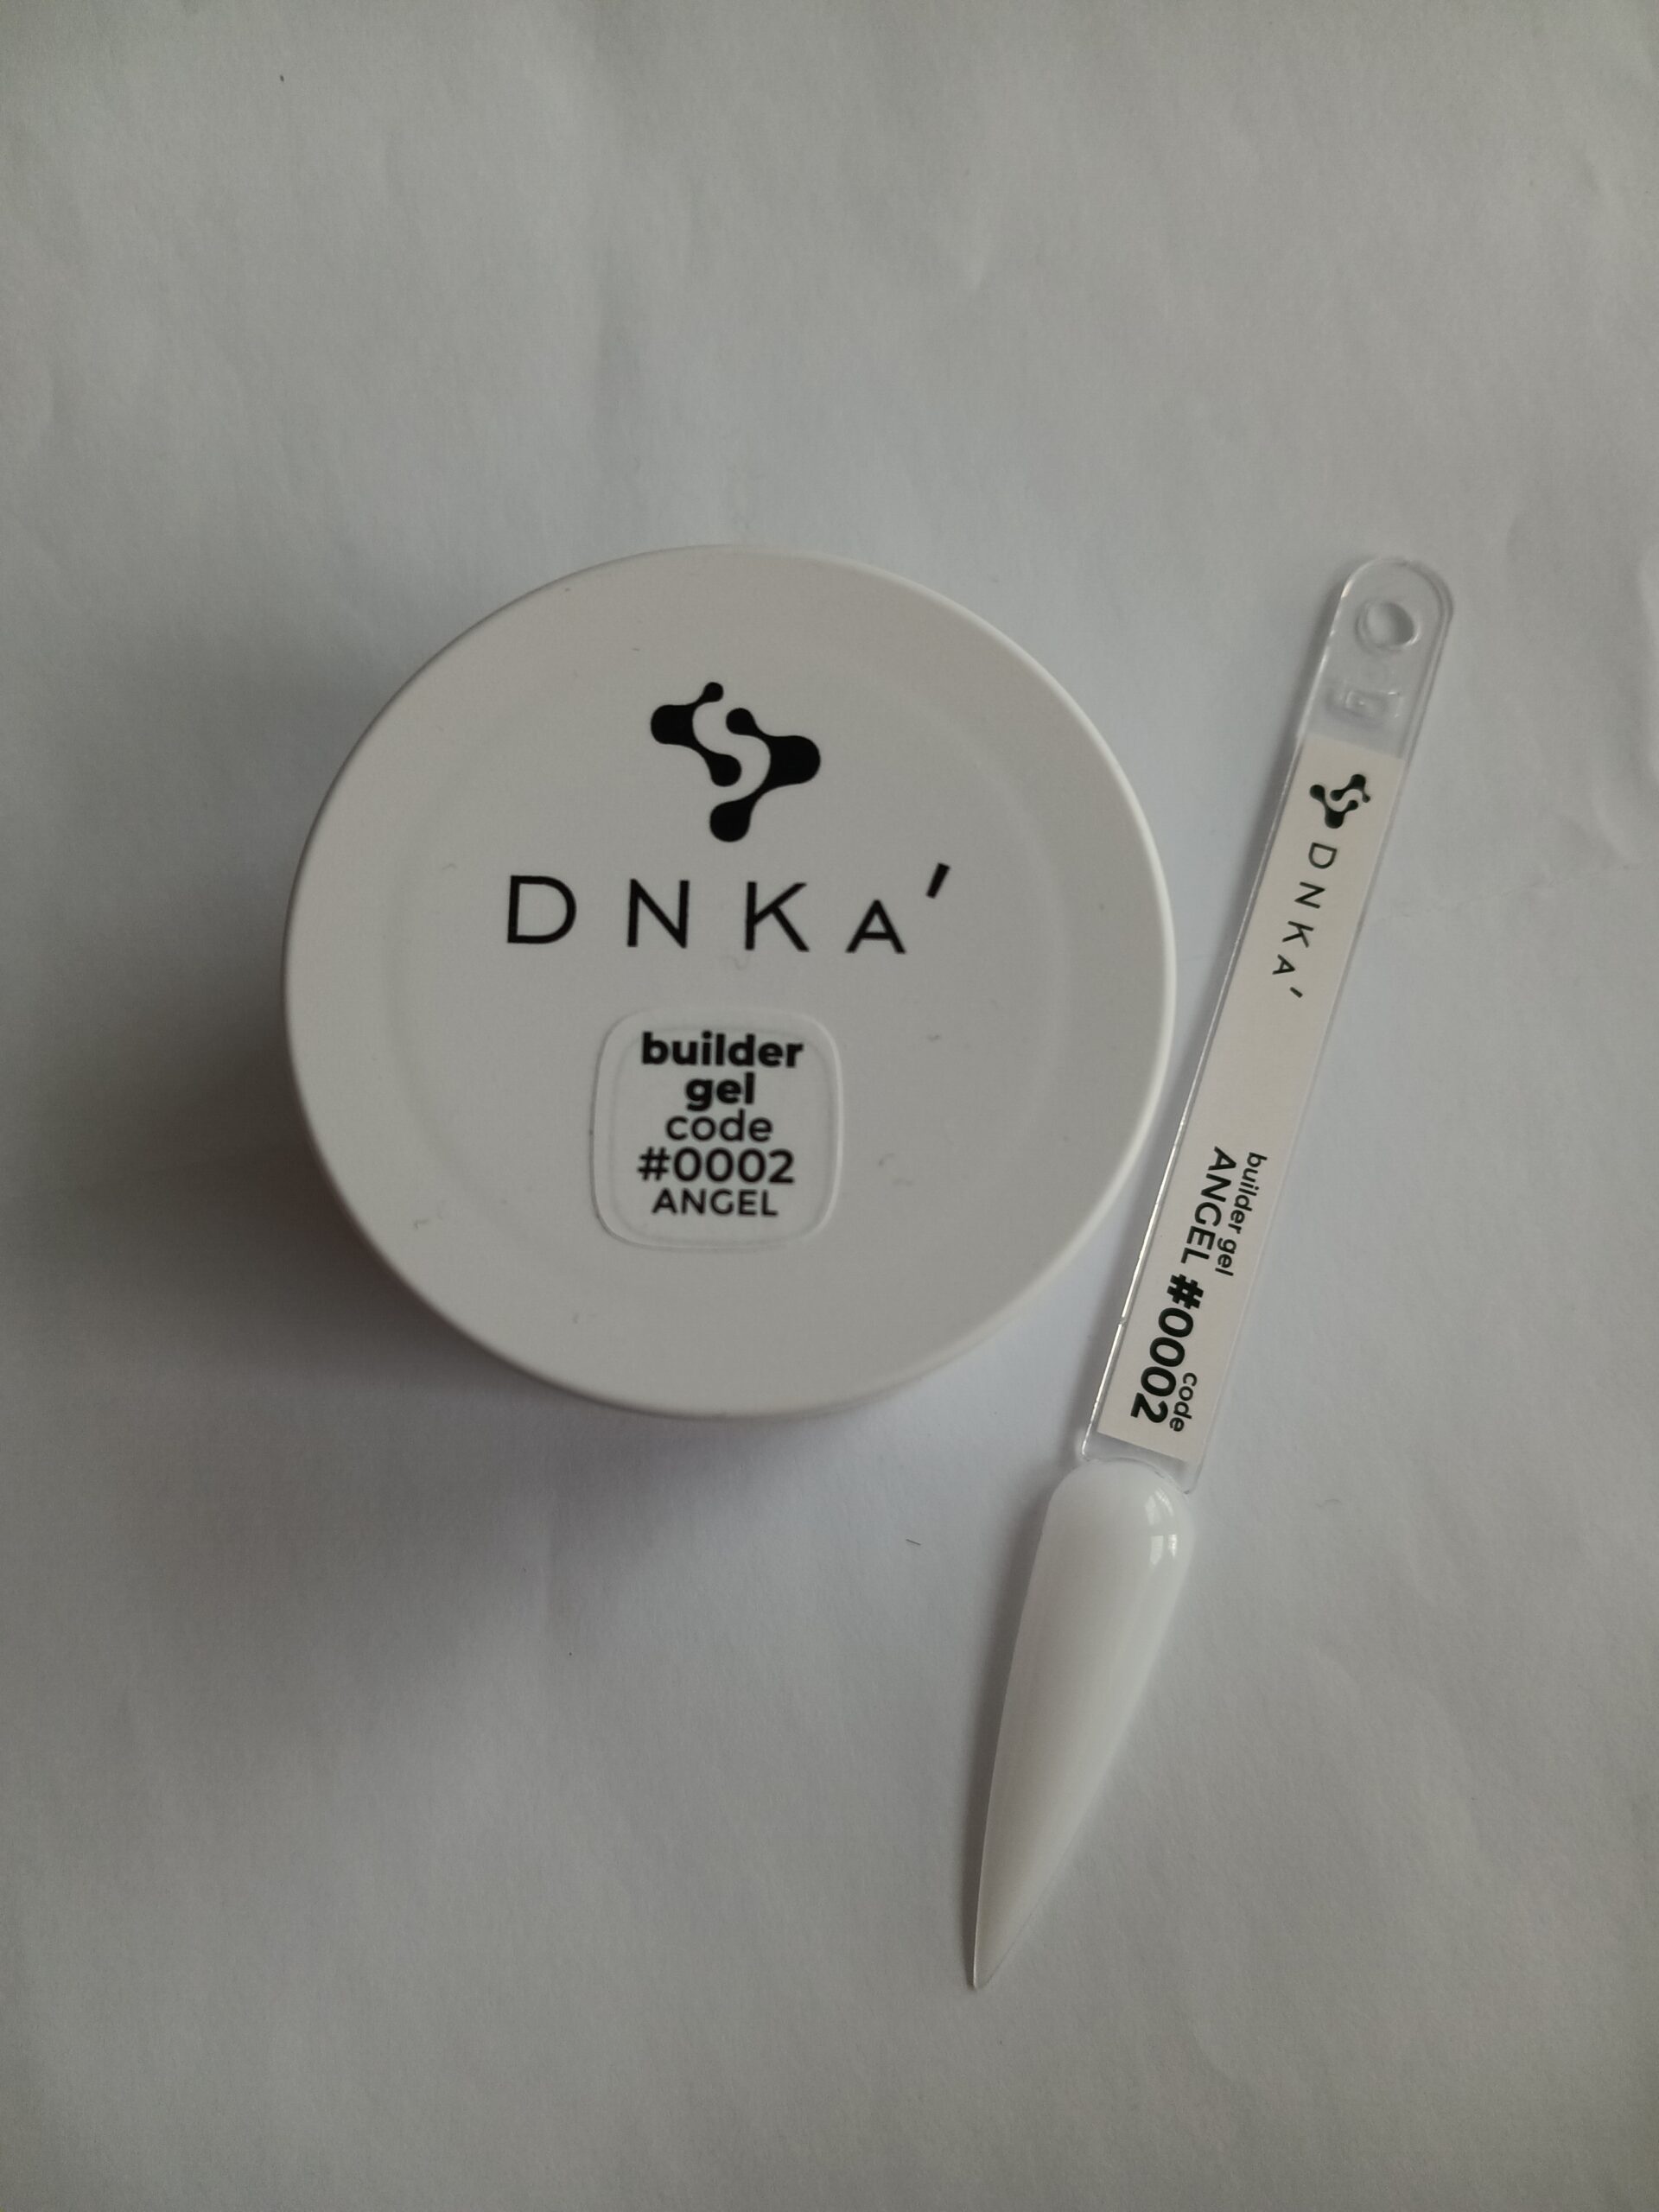 DNKA'
builder
gel
code
#0002
ANGEL
DNKA'
builder gel
ANGEL
code
#0002